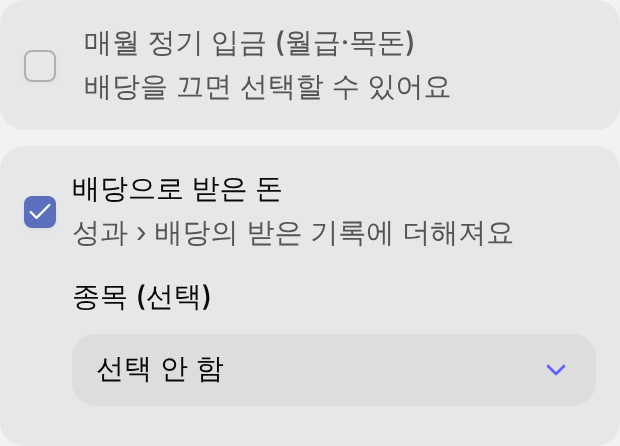 매월 정기 입금 (월급·목돈)
배당을 끄면 선택할 수 있어요
배당으로 받은 돈
성과 › 배당의 받은 기록에 더해져요
종목 (선택)
선택 안 함